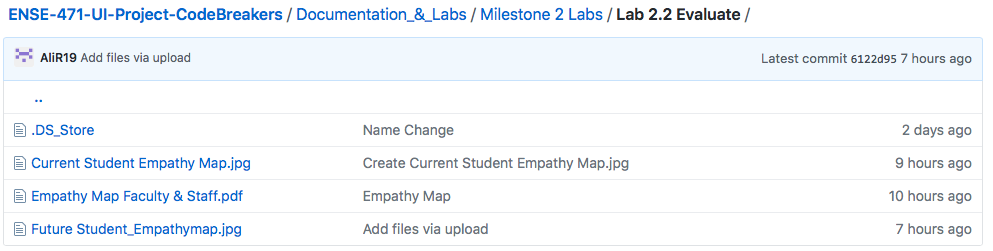 ENSE-471-UI-Project-CodeBreakers / Documentation_&_Labs / Milestone 2 Labs / Lab 2.2 Evaluate /
AliR19 Add files via upload Latest commit 6122d95 7 hours ago
..
.DS_Store Name Change 2 days ago
Current Student Empathy Map.jpg Create Current Student Empathy Map.jpg 9 hours ago
Empathy Map Faculty & Staff.pdf Empathy Map 10 hours ago
Future Student_Empathymap.jpg Add files via upload 7 hours ago